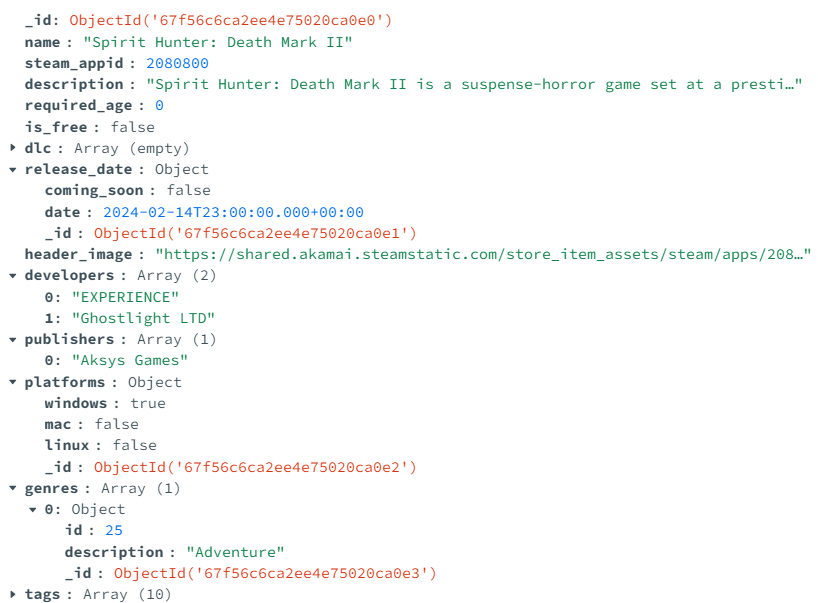 _id: ObjectId('67f56c6ca2ee4e75020ca0e0')
name : "Spirit Hunter: Death Mark II"
steam_appid : 2080800
description : "Spirit Hunter: Death Mark II is a suspense-horror game set at a presti…"
required_age : 0
is_free : false
dlc : Array (empty)
release_date : Object
coming_soon : false
date : 2024-02-14T23:00:00.000+00:00
_id : ObjectId('67f56c6ca2ee4e75020ca0e1')
header_image : "https://shared.akamai.steamstatic.com/store_item_assets/steam/apps/208…"
developers : Array (2)
0: "EXPERIENCE"
1: "Ghostlight LTD"
publishers : Array (1)
0: "Aksys Games"
platforms : Object
windows : true
mac : false
linux : false
_id : ObjectId('67f56c6ca2ee4e75020ca0e2')
genres : Array (1)
0: Object
id : 25
description : "Adventure"
_id : ObjectId('67f56c6ca2ee4e75020ca0e3')
tags : Array (10)